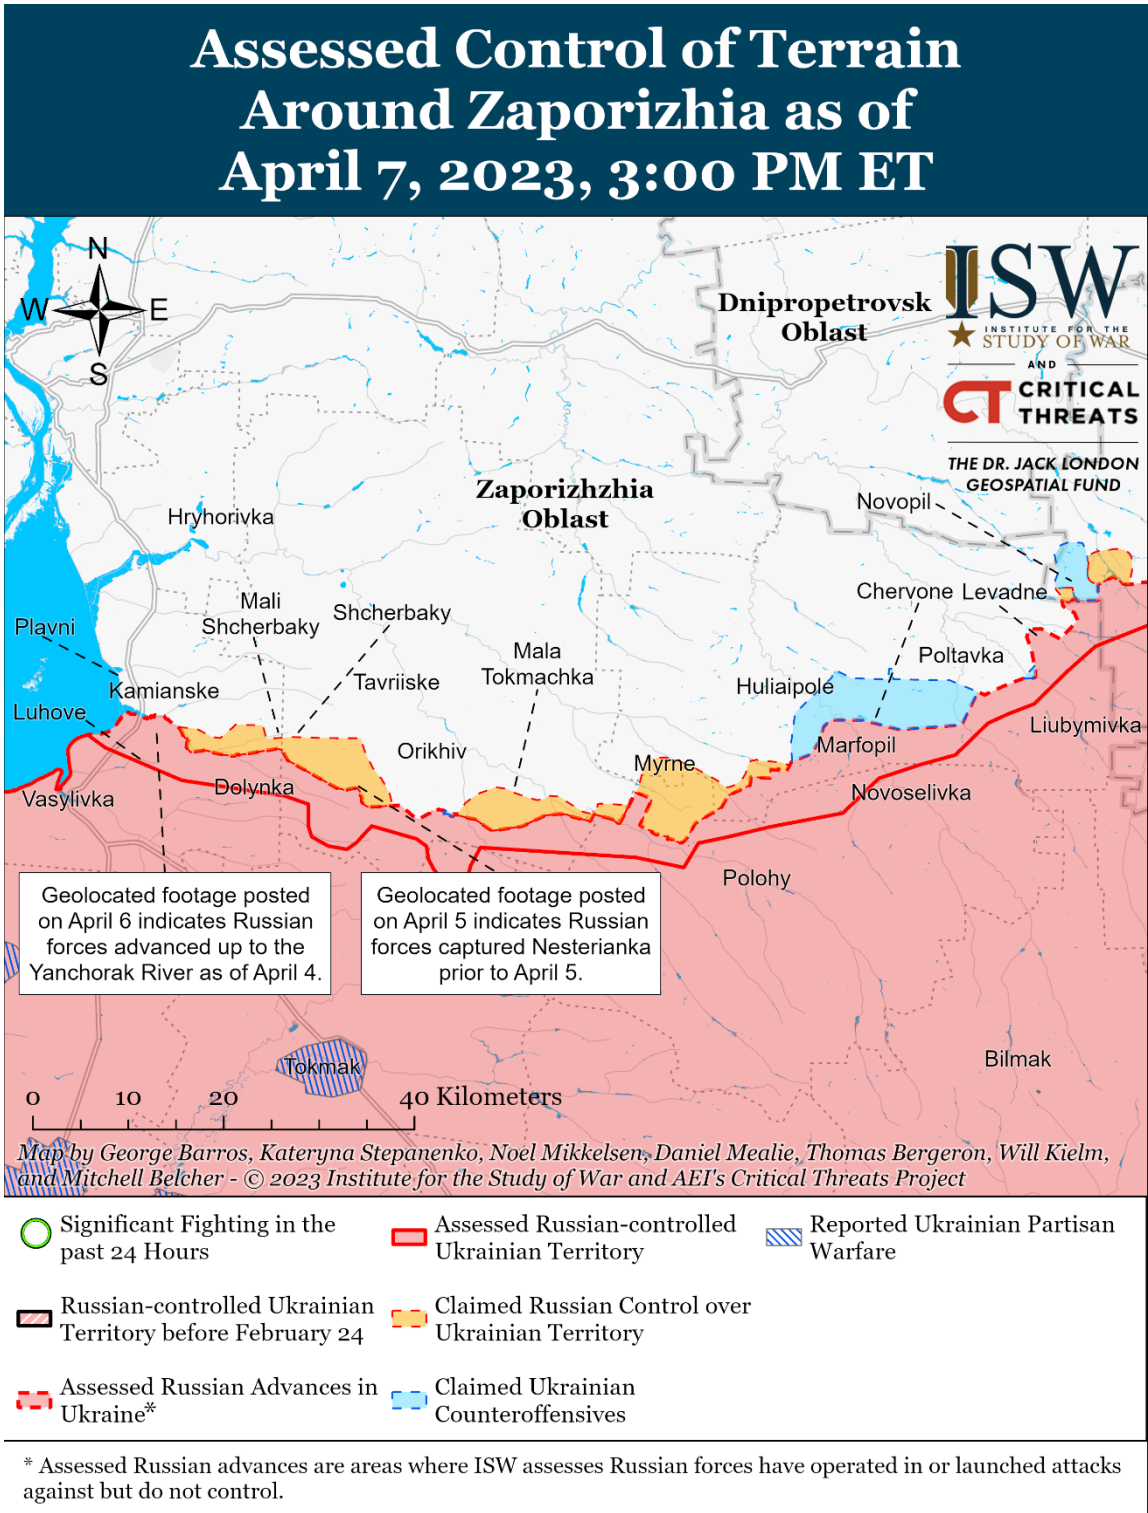 Assessed Control of Terrain
Around Zaporizhia as of
April 7, 2023, 3:00 PM ET
N
W
E
S
Dnipropetrovsk
Oblast
ISW
INSTITUTE FOR THE
STUDY OF WAR
AND
CT CRITICAL
THREATS
THE DR. JACK LONDON
GEOSPATIAL FUND
Zaporizhzhia
Oblast
Novopil
Hryhorivka
Chervone
Levadne
Mali
Shcherbaky
Shcherbaky
Plavni
Mala
Tokmachka
Poltavka
Kamianske
Tavriiske
Huliaipole
Luhove
Liubymivka
Orikhiv
Marfopil
Myrne
Vasylivka
Dolynka
Novoselivka
Polohy
Geolocated footage posted
on April 6 indicates Russian
forces advanced up to the
Yanchorak River as of April 4.
Geolocated footage posted
on April 5 indicates Russian
forces captured Nesterianka
prior to April 5.
Tokmak
Bilmak
0 10 20 40 Kilometers
Map by George Barros, Kateryna Stepanenko, Noel Mikkelsen, Daniel Mealie, Thomas Bergeron, Will Kielm,
and Mitchell Belcher - © 2023 Institute for the Study of War and AEI's Critical Threats Project
Significant Fighting in the
past 24 Hours
Assessed Russian-controlled
Ukrainian Territory
Reported Ukrainian Partisan
Warfare
Russian-controlled Ukrainian
Territory before February 24
Claimed Russian Control over
Ukrainian Territory
Assessed Russian Advances in
Ukraine*
Claimed Ukrainian
Counteroffensives
* Assessed Russian advances are areas where ISW assesses Russian forces have operated in or launched attacks
against but do not control.